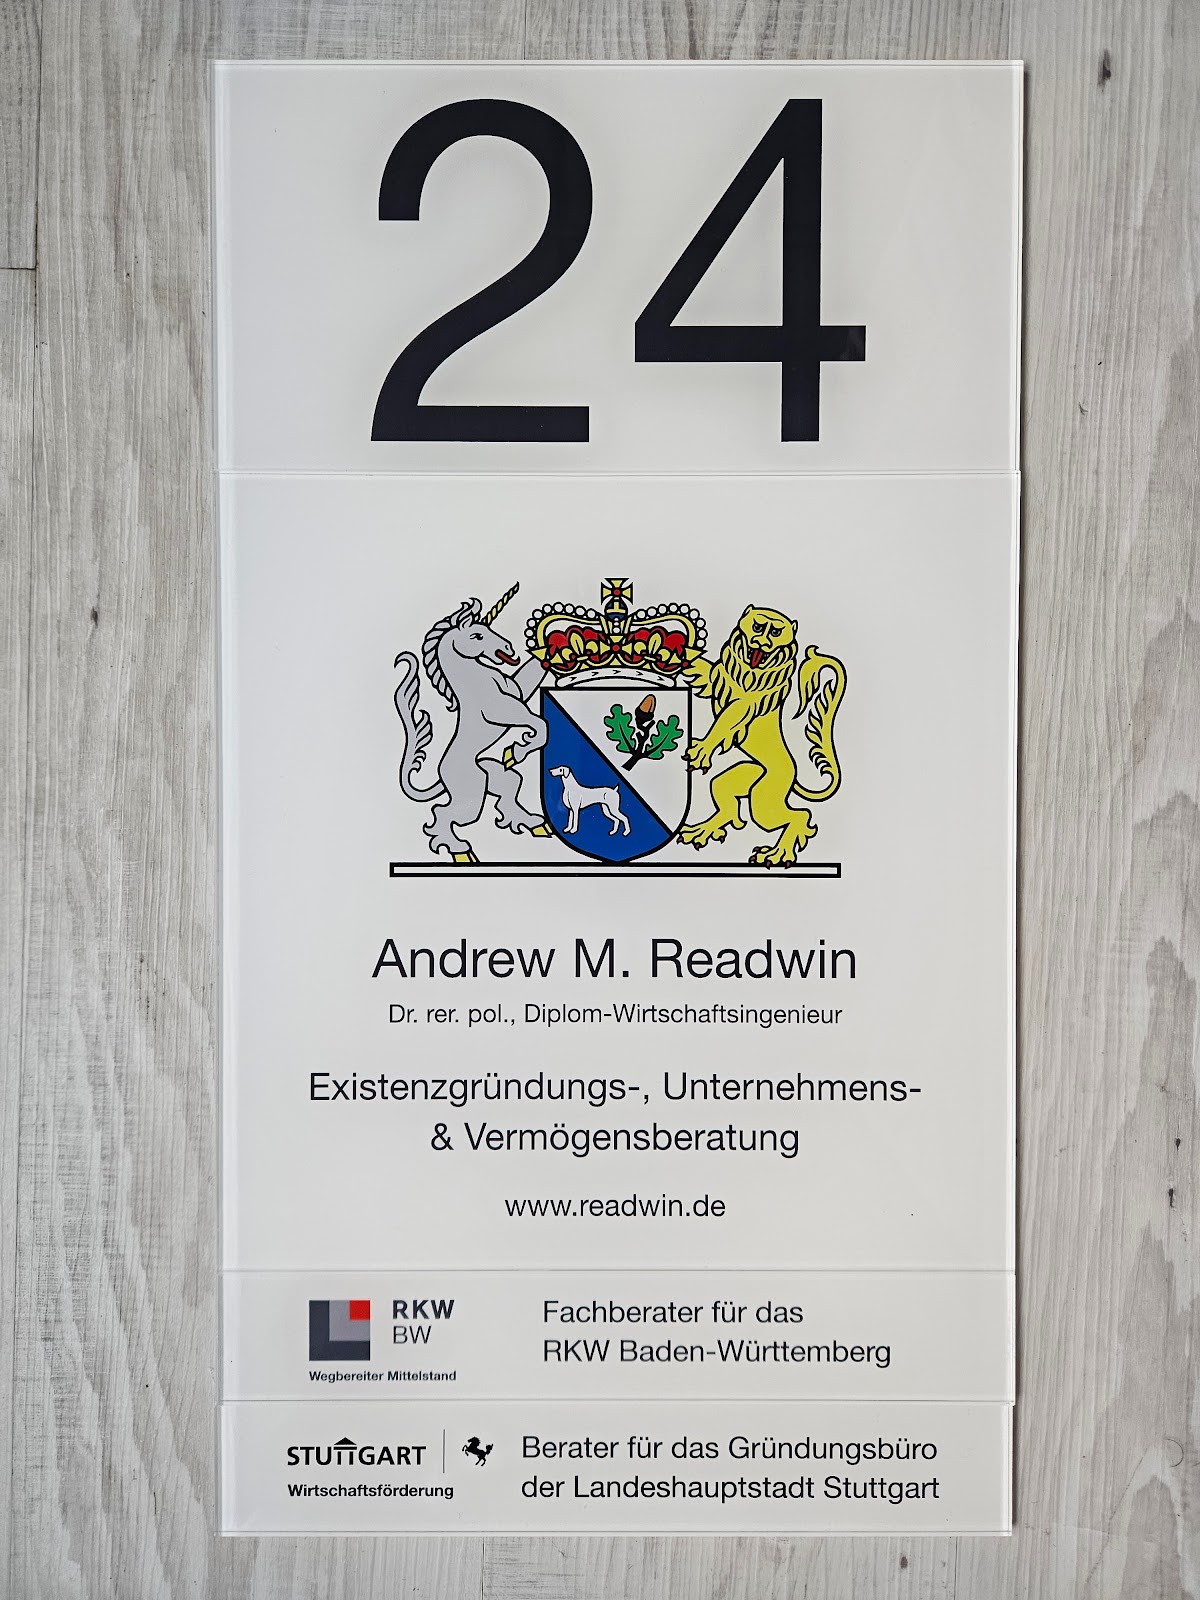 24
Andrew M. Readwin
Dr. rer. pol., Diplom-Wirtschaftsingenieur
Existenzgründungs-, Unternehmens-
& Vermögensberatung
www.readwin.de
RKW
BW
Wegbereiter Mittelstand
Fachberater für das
RKW Baden-Württemberg
STUTTGART
Wirtschaftsförderung
Berater für das Gründungsbüro
der Landeshauptstadt Stuttgart